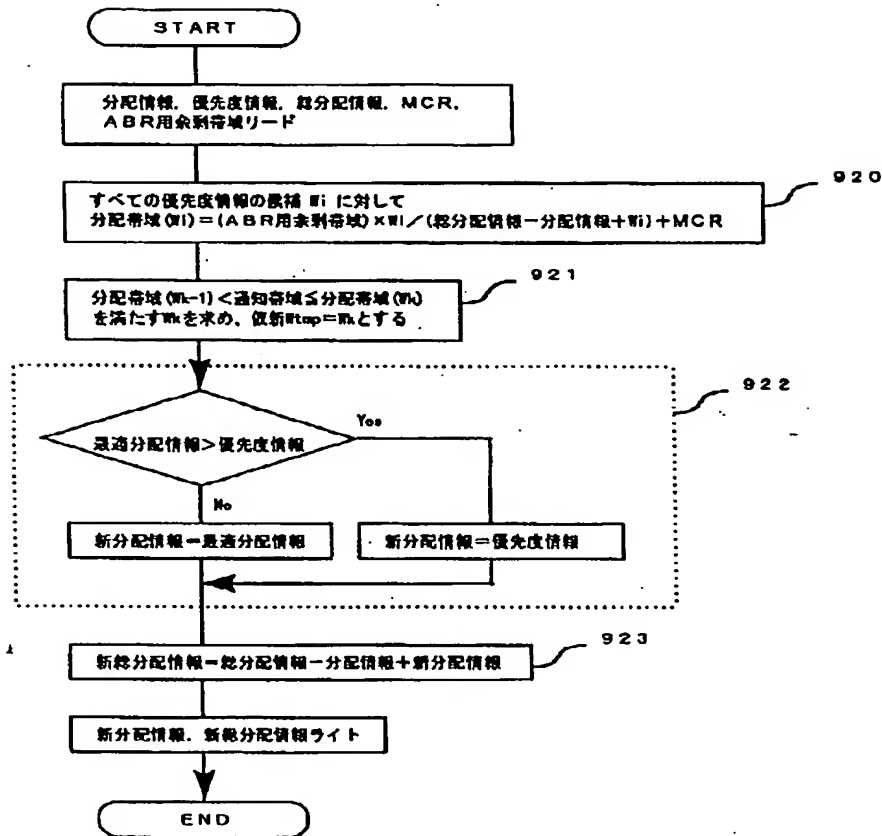 START
分配情報，優先度情報，総分配情報，MCR，
ABR用余剰帯域リード
920
すべての優先度情報の候補 Wi に対して
分配帯域(Wi)=(ABR用余剰帯域)×Wi／(総分配情報－分配情報+Wi)+MCR
921
分配帯域(Wk-1)<通知帯域≦分配帯域(Wk)
を満たすWkを求め、仮新Wtmp=Wkとする
922
最適分配情報>優先度情報
Yes
No
新分配情報=最適分配情報
新分配情報=優先度情報
923
新総分配情報=総分配情報－分配情報+新分配情報
新分配情報．新総分配情報ライト
END